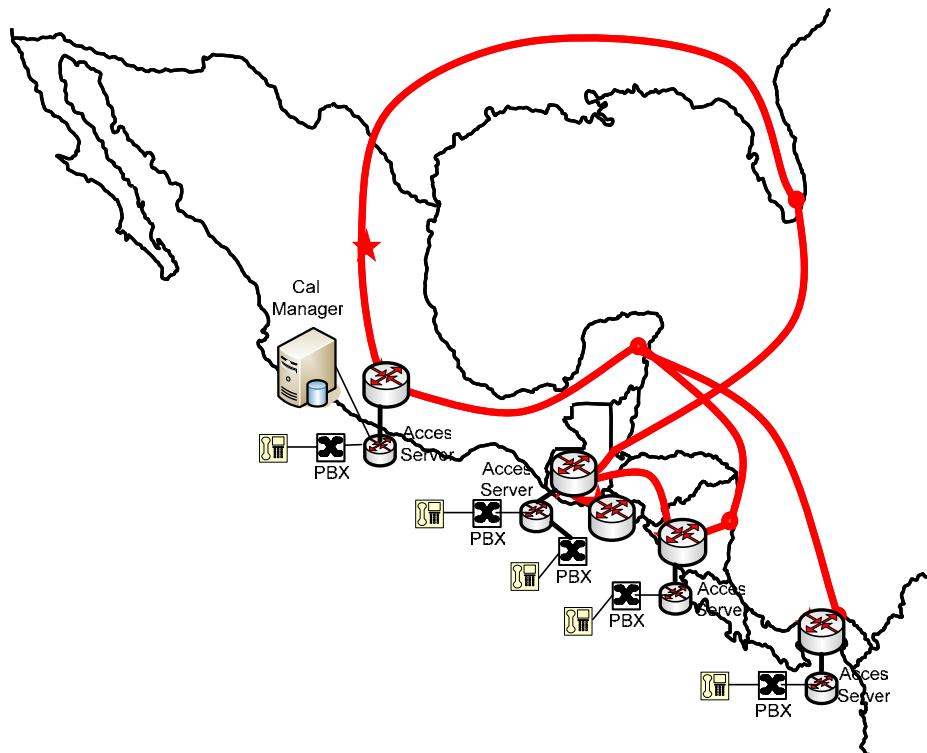 Cal
Manager
Acces
Server
PBX
Acces
Server
PBX
PBX
Acces
Server
PBX
Acces
Server
PBX